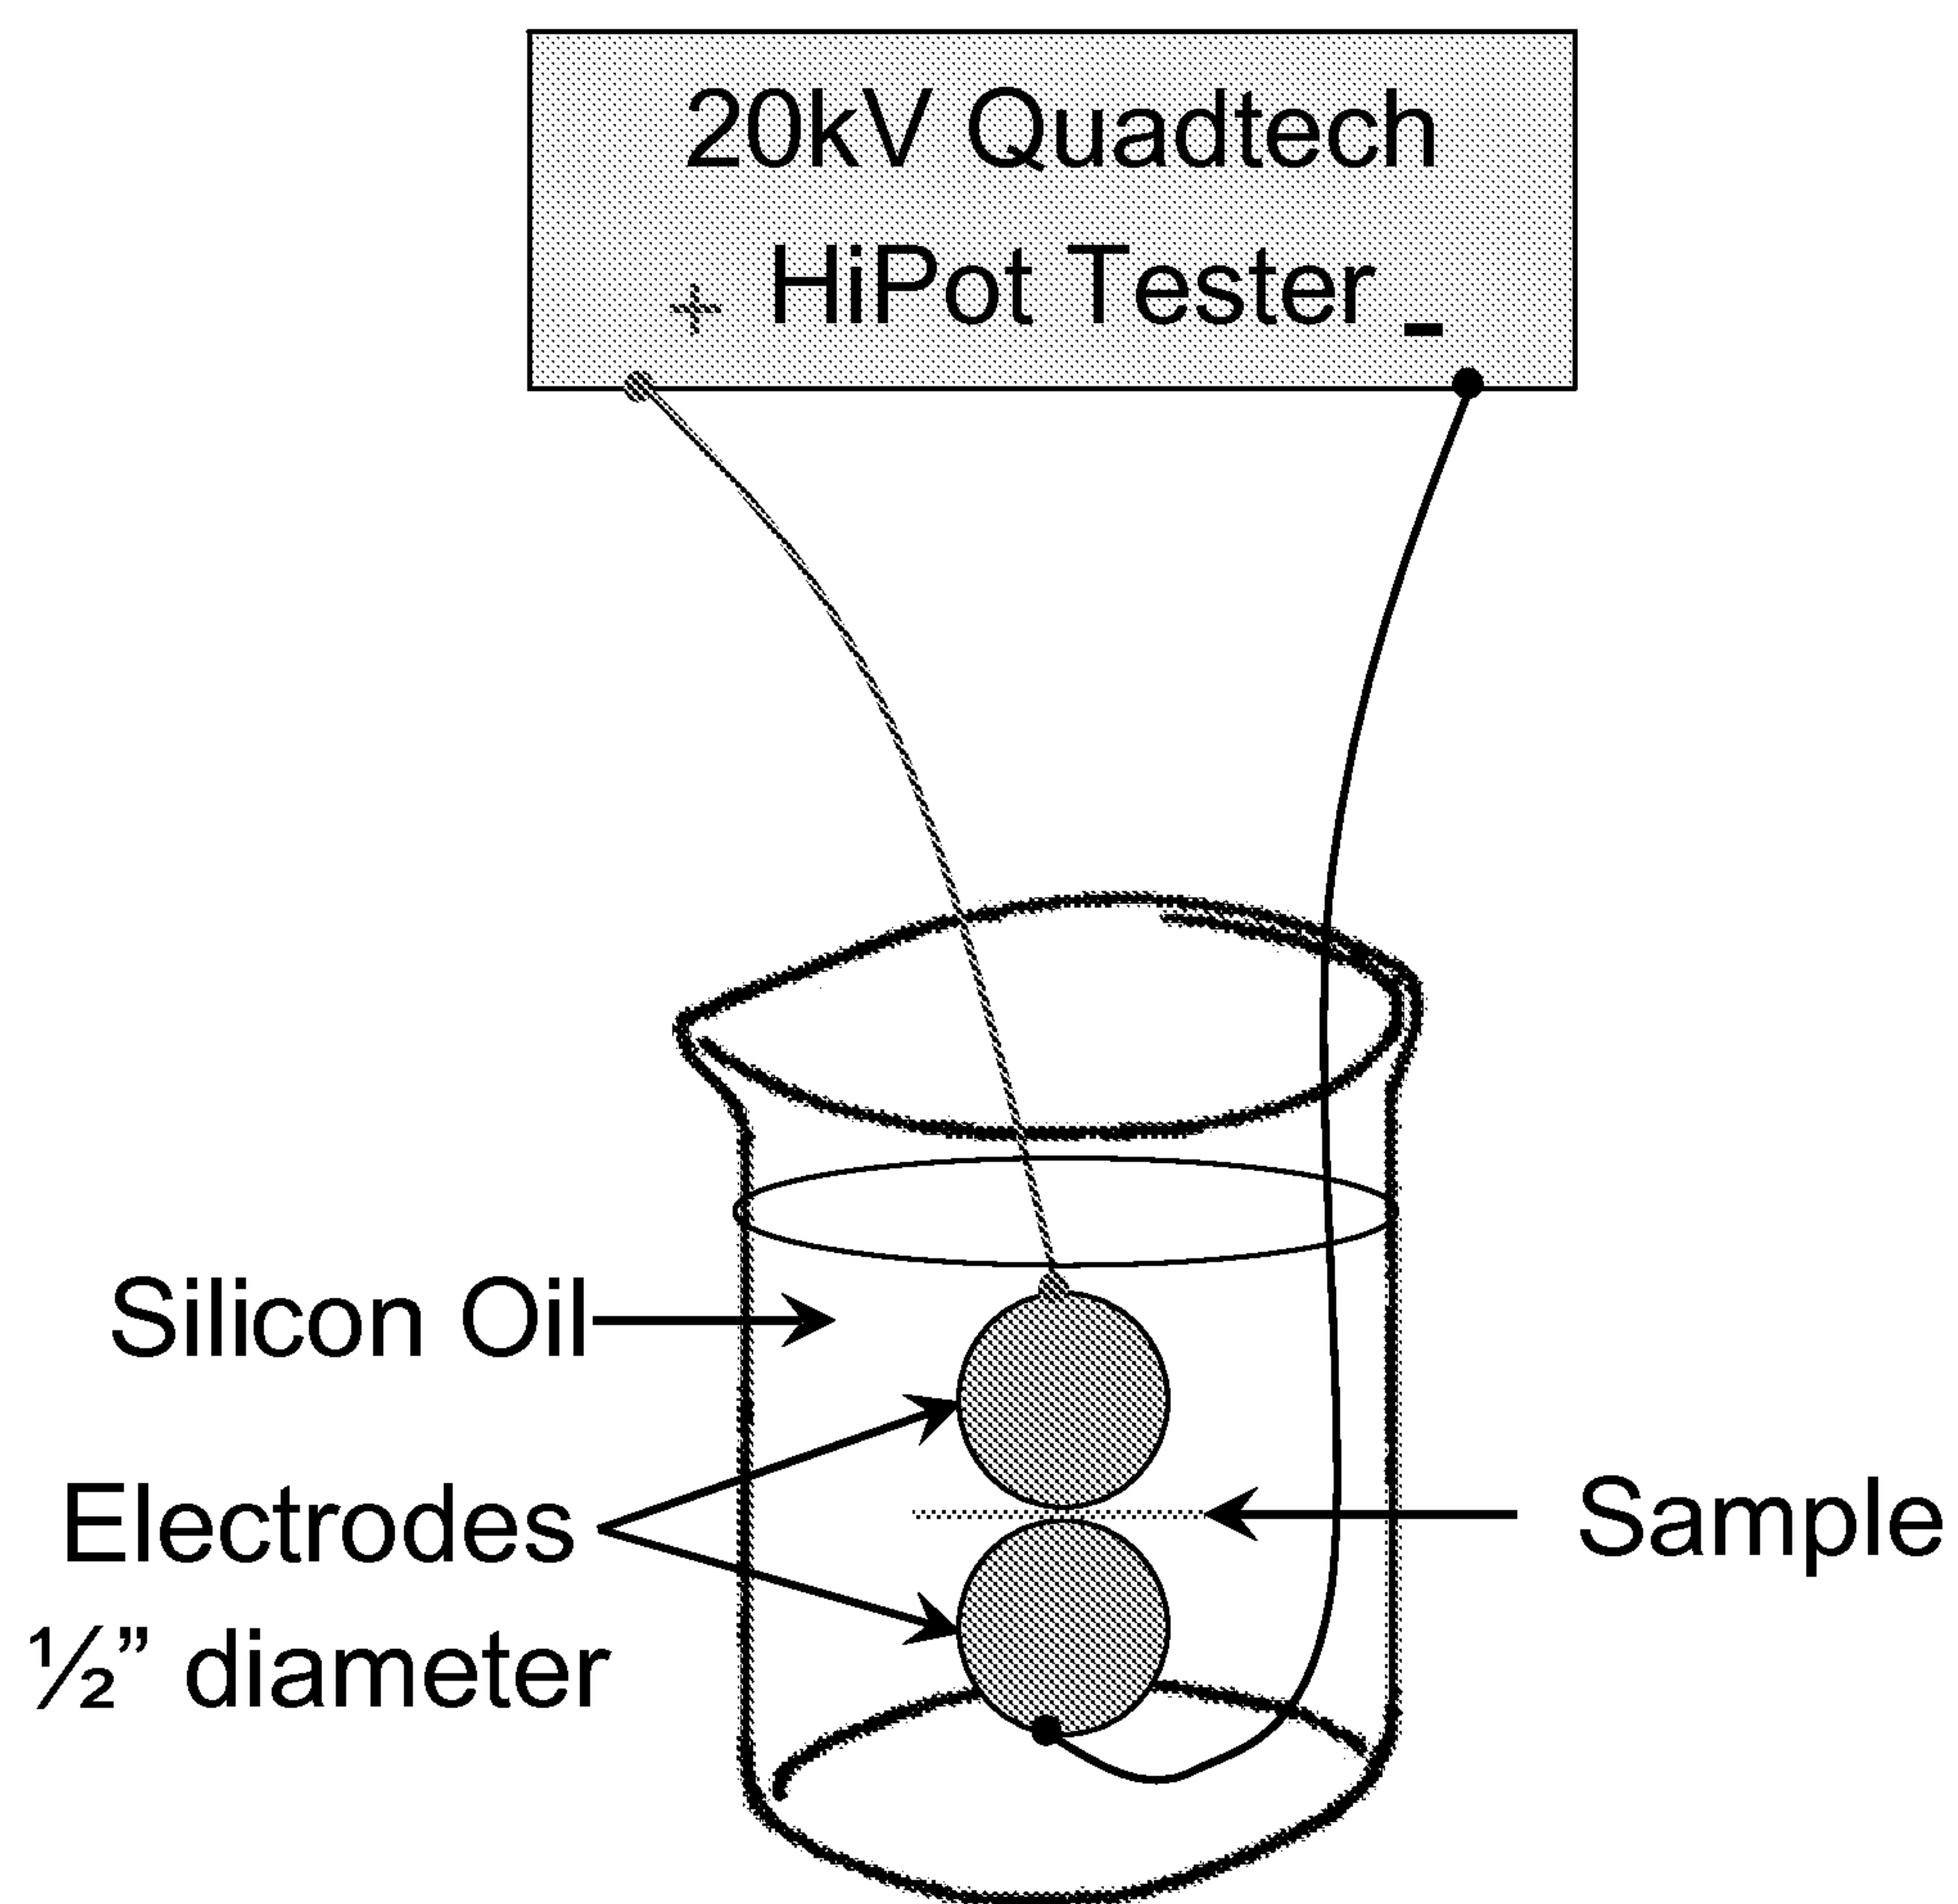 20kV Quadtech
+ HiPot Tester -
Silicon Oil
Electrodes
½” diameter
Sample